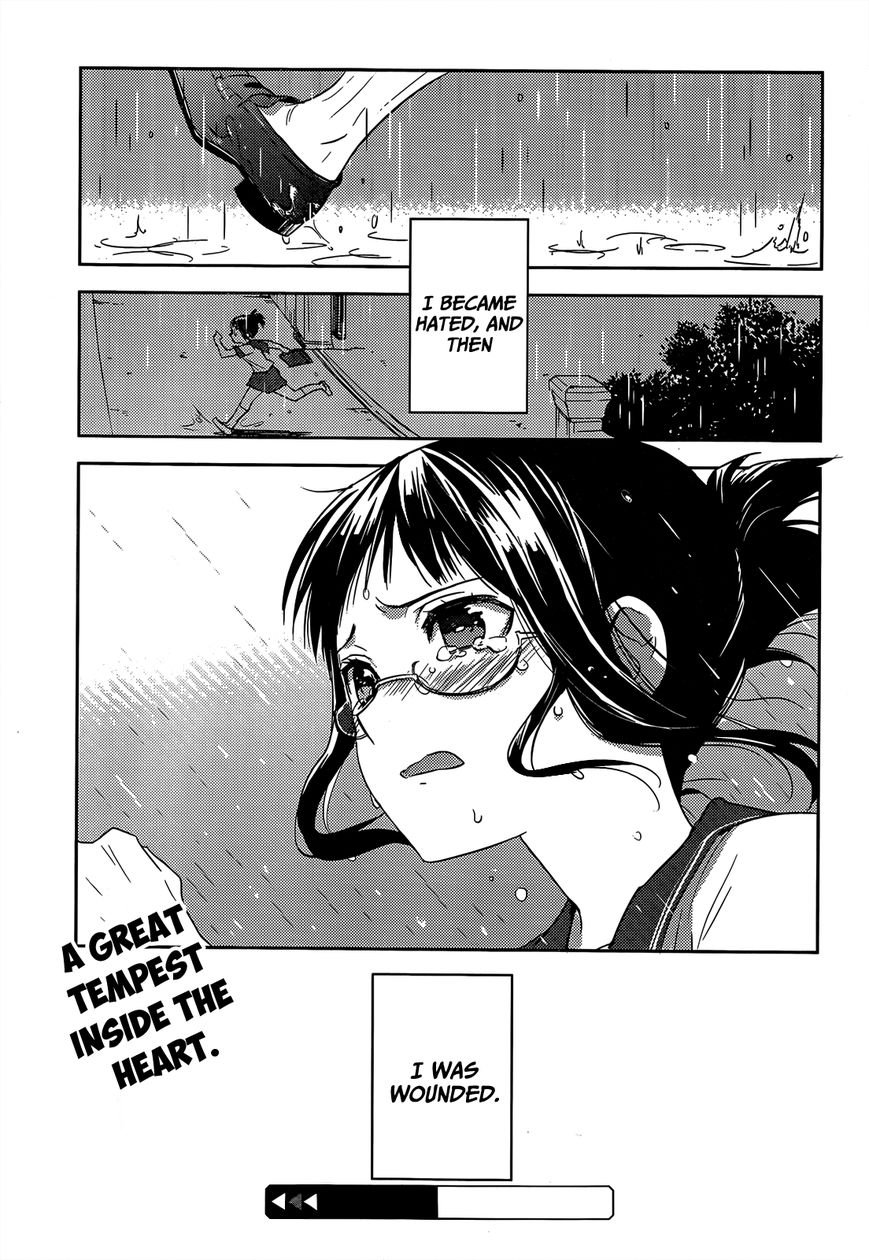 I BECAME
HATED, AND
THEN
A GREAT
TEMPEST
INSIDE THE
HEART.
I WAS
WOUNDED.